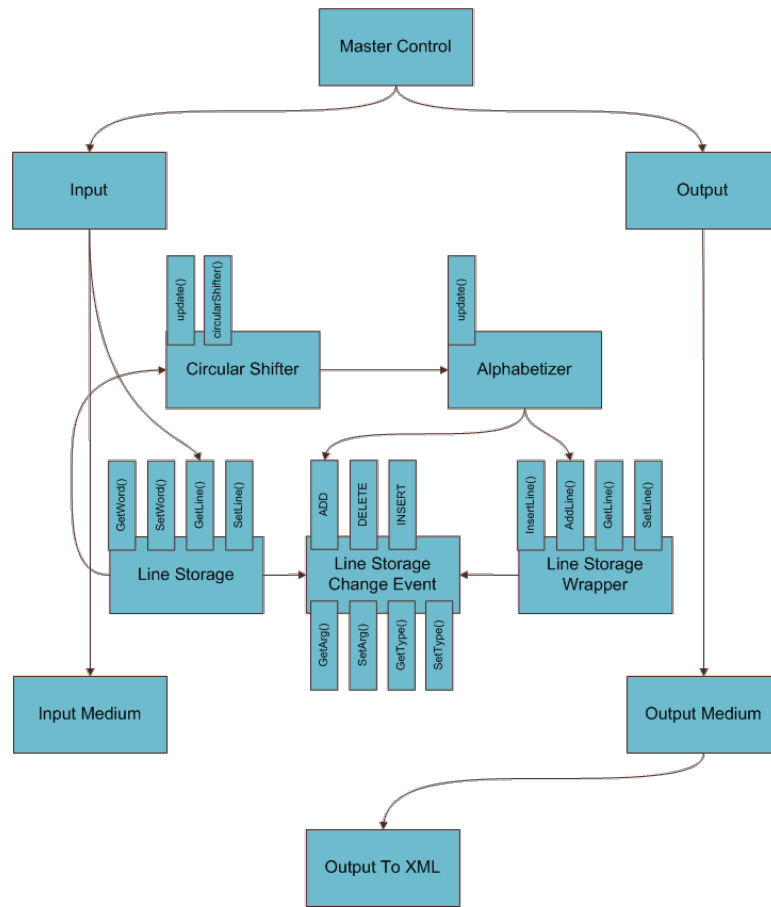 Master Control
Input
Output
update()
circularShifter()
Circular Shifter
update()
Alphabetizer
GetWord()
SetWord()
GetLine()
SetLine()
Line Storage
ADD
DELETE
INSERT
Line Storage
Change Event
GetArg()
SetArg()
GetType()
SetType()
InsertLine()
AddLine()
GetLine()
SetLine()
Line Storage
Wrapper
Input Medium
Output Medium
Output To XML